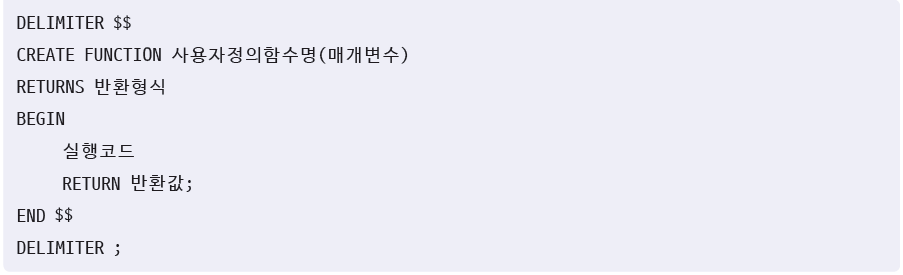 DELIMITER $$
CREATE FUNCTION 사용자정의함수명(매개변수)
RETURNS 반환형식
BEGIN
실행코드
RETURN 반환값;
END $$
DELIMITER ;